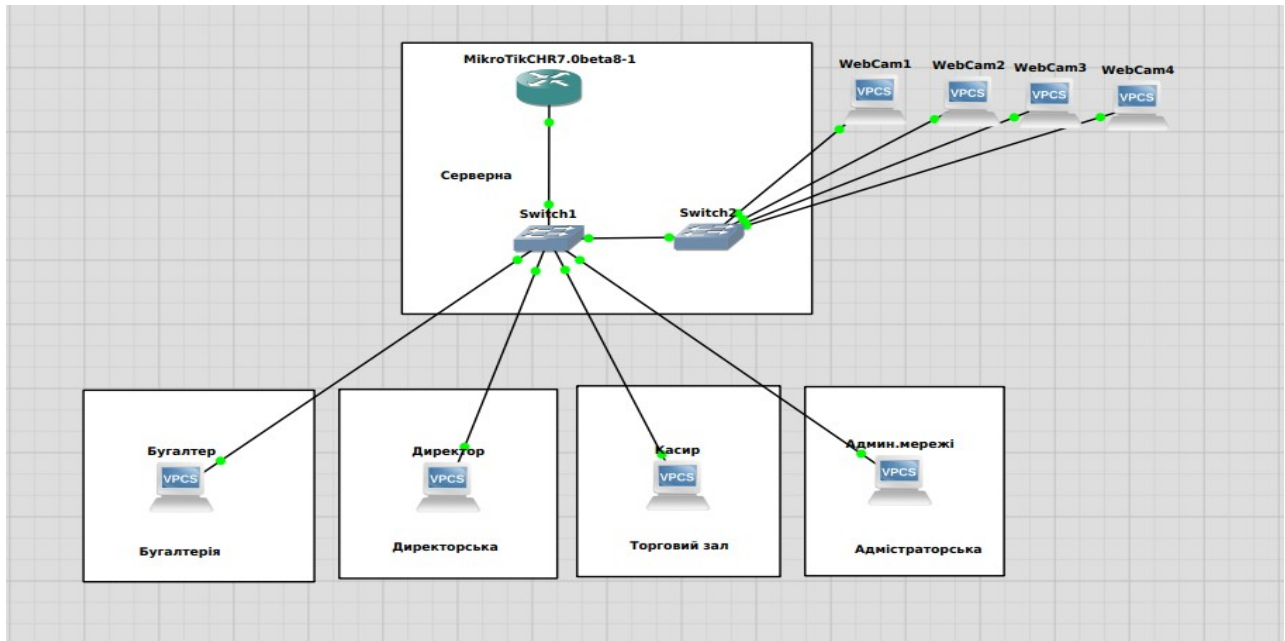 MikroTikCHR7.0beta8-1
WebCam1
WebCam2
WebCam3
WebCam4
VPCS
VPCS
VPCS
VPCS
Серверна
Switch1
Switch2
Бугалтер
Директор
Касир
Админ.мережі
VPCS
VPCS
VPCS
VPCS
Бугалтерія
Директорська
Торговий зал
Адмістраторська